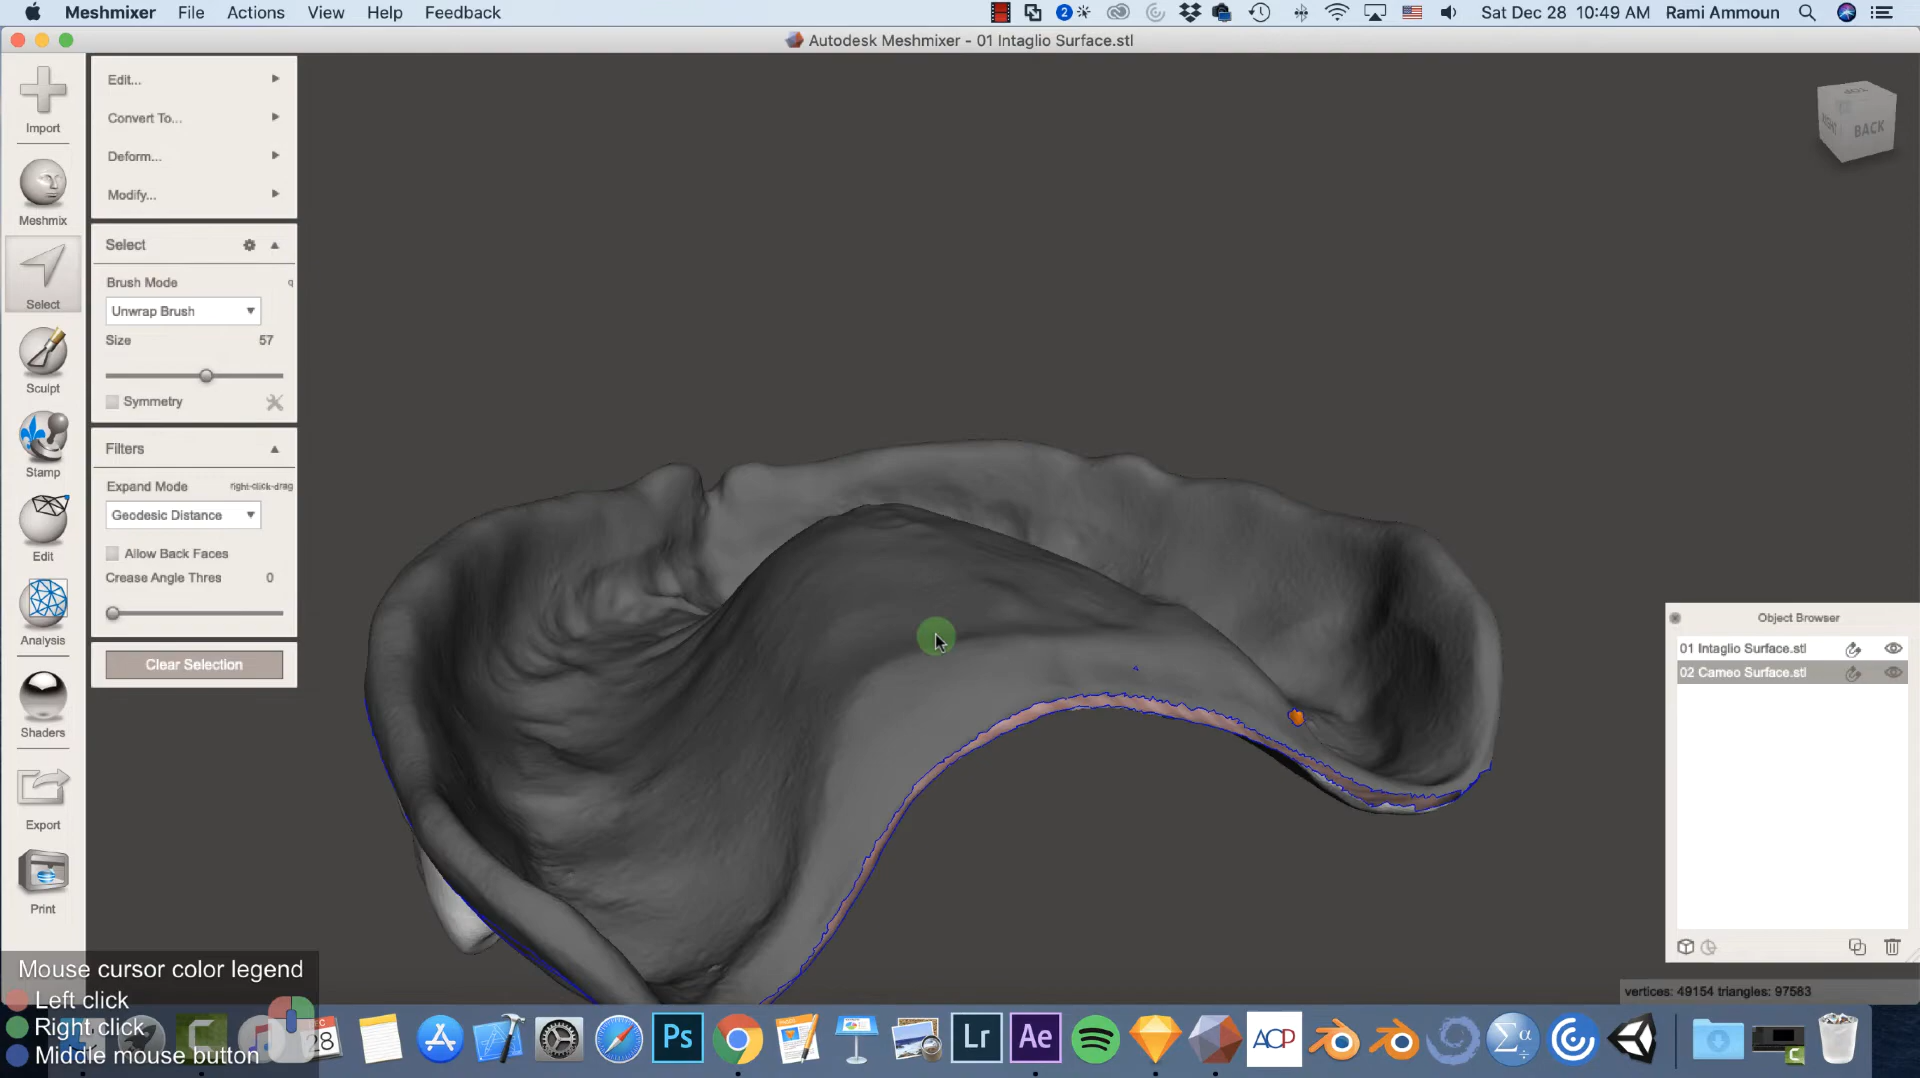 Meshmixer File Actions View Help Feedback
2
Sat Dec 28 10:49 AM Rami Ammoun
Autodesk Meshmixer - 01 Intaglio Surface.stl
Import
Meshmix
Select
Sculpt
Stamp
Edit
Analysis
Shaders
Export
Print
Edit...
Convert To...
Deform...
Modify...
Select
Brush Mode q
Unwrap Brush
Size 57
Symmetry
Filters
Expand Mode right-click-drag
Geodesic Distance
Allow Back Faces
Crease Angle Thres 0
Clear Selection
BACK
Object Browser
01 Intaglio Surface.stl
02 Cameo Surface.stl
vertices: 49154 triangles: 97583
Mouse cursor color legend
Left click
Right click
Middle mouse button
28
Ps
Lr
Ae
ACP